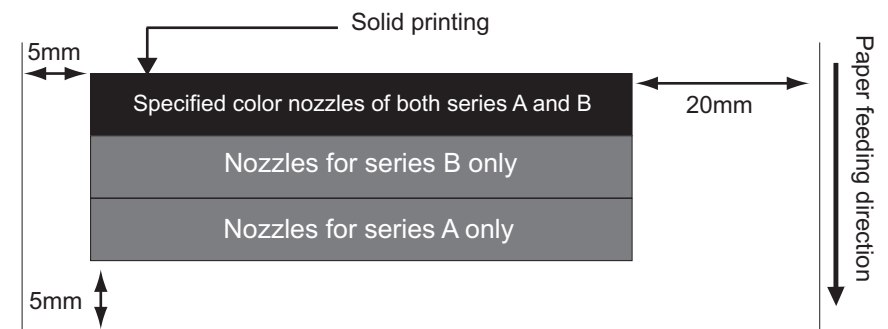 Solid printing
5mm
Specified color nozzles of both series A and B
20mm
Nozzles for series B only
Nozzles for series A only
5mm
Paper feeding direction